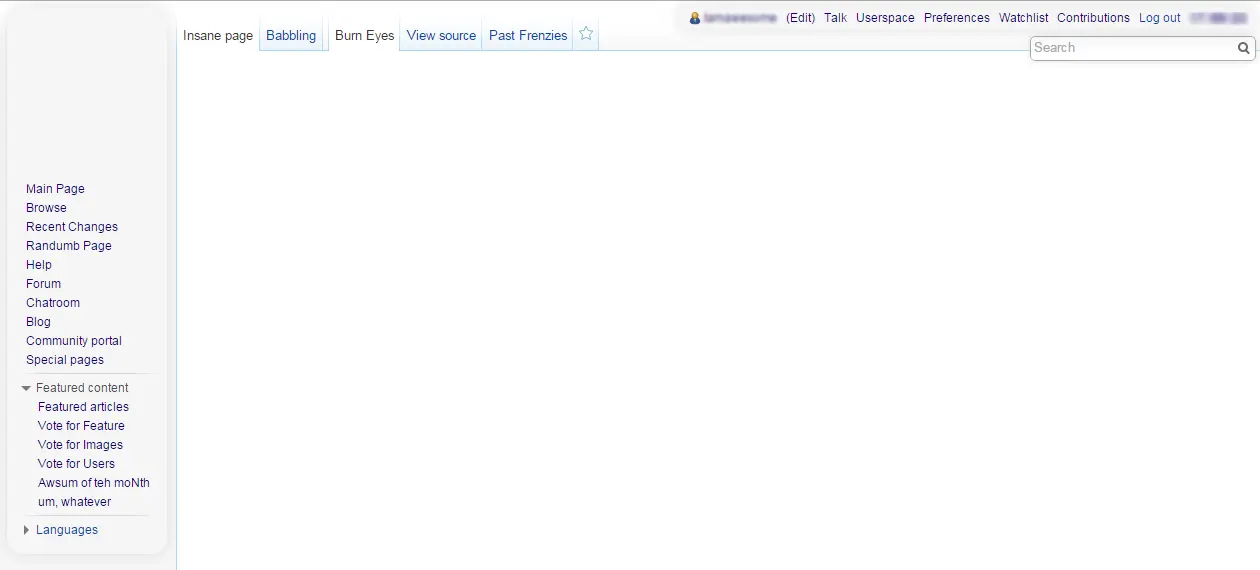 (Edit) Talk Userspace Preferences Watchlist Contributions Log out
Insane page Babbling Burn Eyes View source Past Frenzies
Search
Main Page
Browse
Recent Changes
Randumb Page
Help
Forum
Chatroom
Blog
Community portal
Special pages
Featured content
Featured articles
Vote for Feature
Vote for Images
Vote for Users
Awsum of teh moNth
um, whatever
Languages